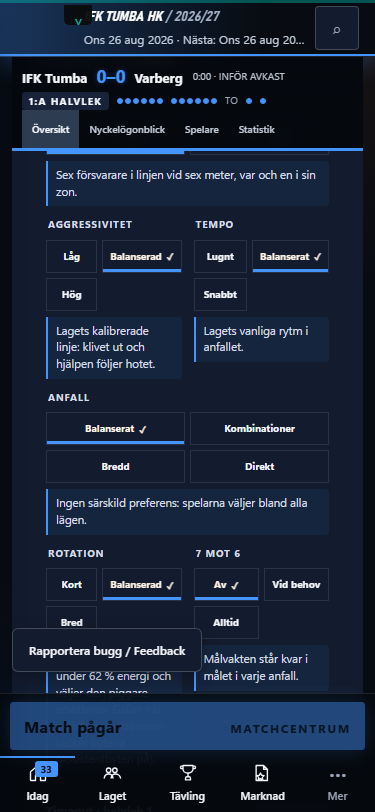 IFK TUMBA HK / 2026/27
Ons 26 aug 2026 · Nästa: Ons 26 aug 20...
IFK Tumba 0–0 Varberg 0:00 · INFÖR AVKAST
1:A HALVLEK TO
Översikt Nyckelögonblick Spelare Statistik
Sex försvarare i linjen vid sex meter, var och en i sin
zon.
AGGRESSIVITET TEMPO
Låg Balanserad ✓ Lugnt Balanserat ✓
Hög Snabbt
Lagets kalibrerade
linje: klivet ut och
hjälpen följer hotet.
Lagets vanliga rytm i
anfallet.
ANFALL
Balanserat ✓ Kombinationer
Bredd Direkt
Ingen särskild preferens: spelarna väljer bland alla
lägen.
ROTATION 7 MOT 6
Kort Balanserad ✓ Av ✓ Vid behov
Bred Alltid
Rapportera bugg / Feedback
Målvakten står kvar i
målet i varje anfall.
under 62 % energi och
väljer den piggare
Match pågår MATCHCENTRUM
33
Idag Laget Tävling Marknad Mer